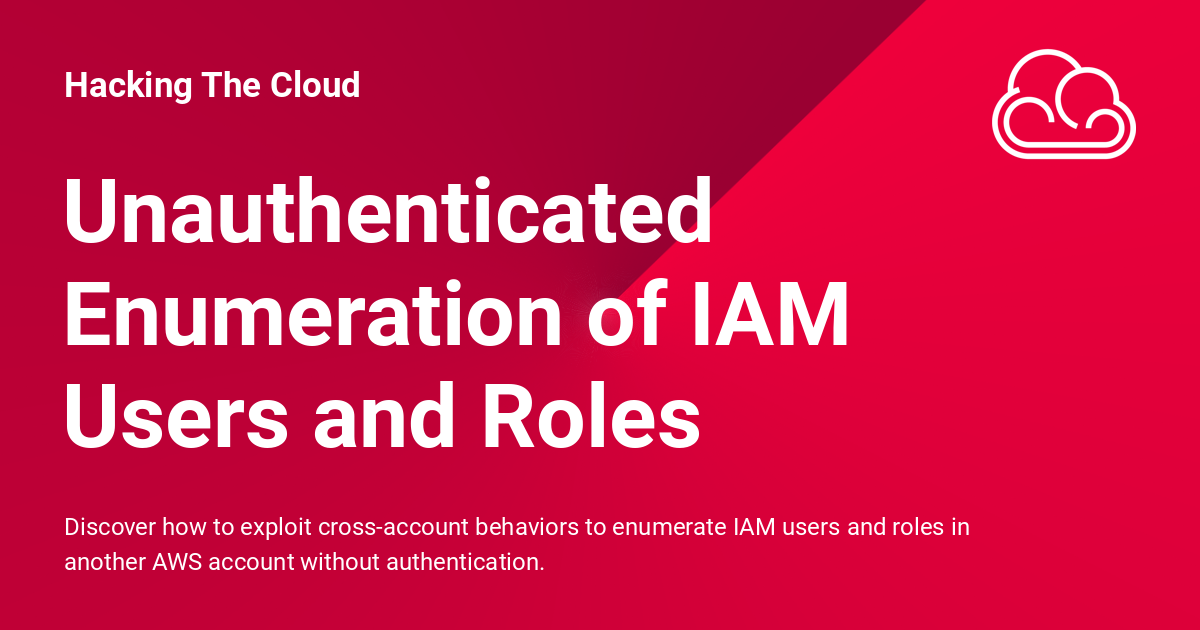 Hacking The Cloud
Unauthenticated
Enumeration of IAM
Users and Roles
Discover how to exploit cross-account behaviors to enumerate IAM users and roles in
another AWS account without authentication.